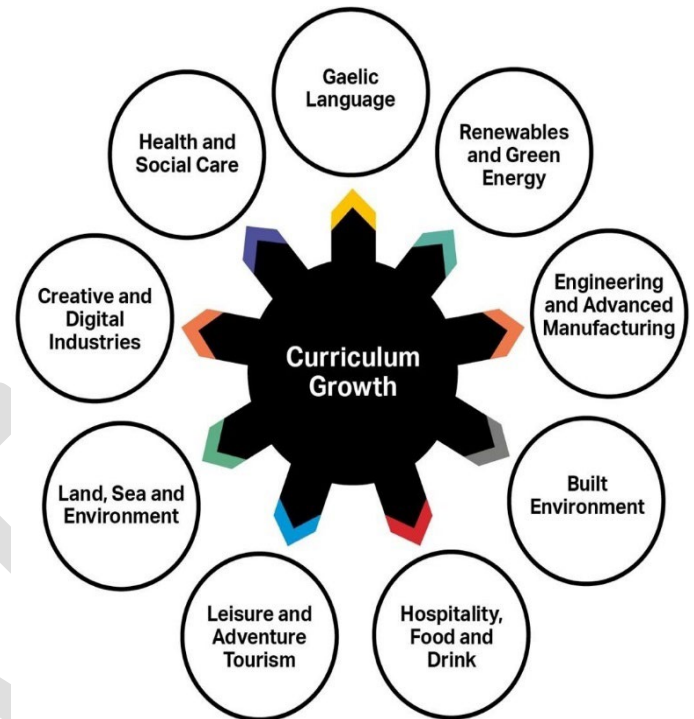 Gaelic
Language
Renewables
and Green
Energy
Engineering
and Advanced
Manufacturing
Built
Environment
Hospitality,
Food and
Drink
Leisure and
Adventure
Tourism
Land, Sea and
Environment
Creative and
Digital
Industries
Health and
Social Care
Curriculum
Growth